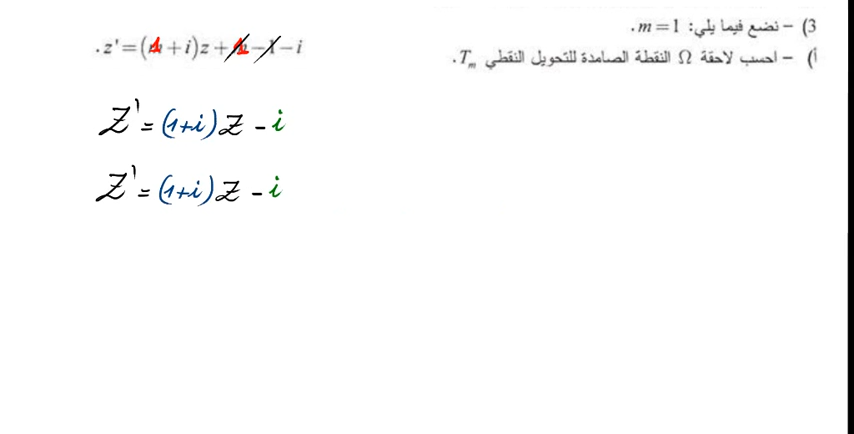 3) – نضع فيما يلي: m = 1.
أ) – احسب لاحقة Ω النقطة الصامدة للتحويل النقطي Tₘ.
. z' = (1 + i)z + 1 – 1 – i
Z' = (1+i) Z – i
Z' = (1+i) Z – i